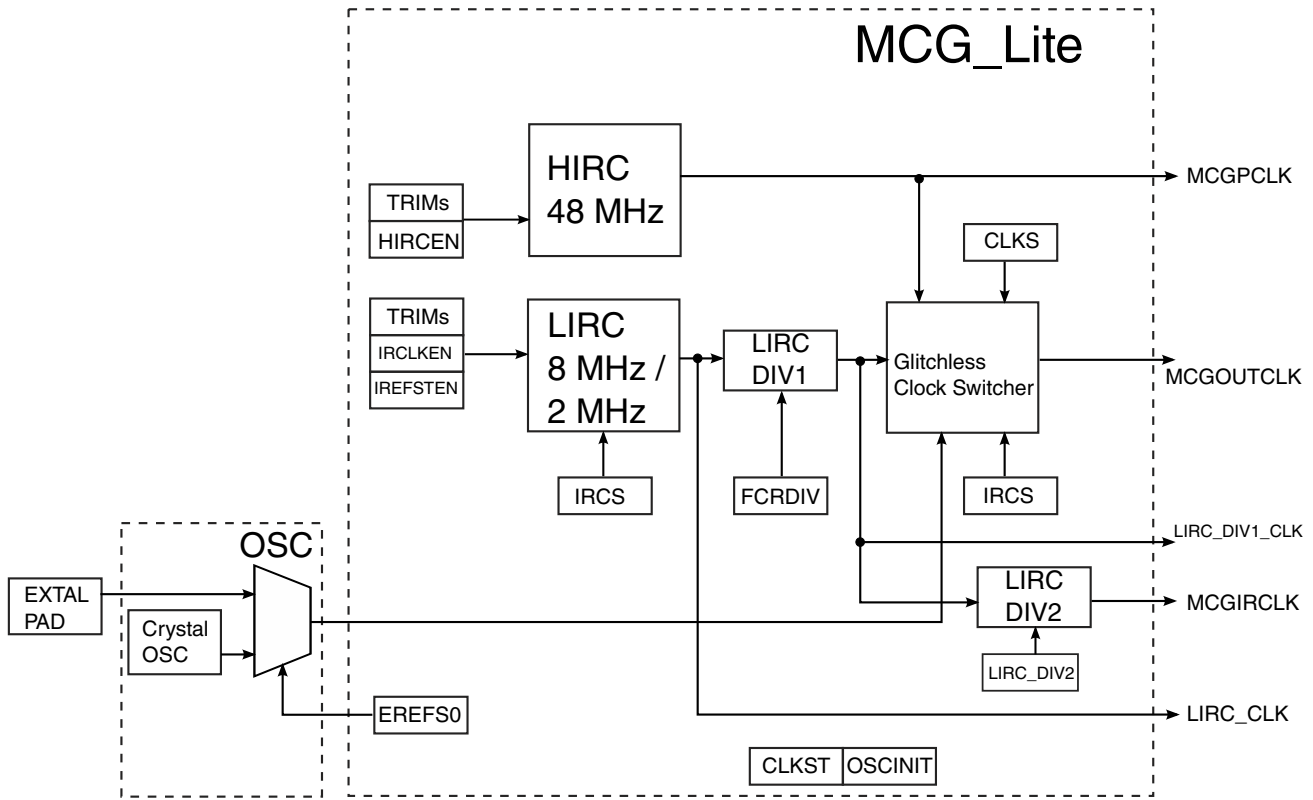 MCG_Lite
HIRC
48 MHz
MCGPCLK
TRIMs
HIRCEN
CLKS
TRIMs
IRCLKEN
IREFSTEN
LIRC
8 MHz /
2 MHz
LIRC
DIV1
Glitchless
Clock Switcher
MCGOUTCLK
IRCS
FCRDIV
IRCS
OSC
LIRC_DIV1_CLK
EXTAL
PAD
Crystal
OSC
LIRC
DIV2
MCGIRCLK
LIRC_DIV2
EREFS0
LIRC_CLK
CLKST
OSCINIT